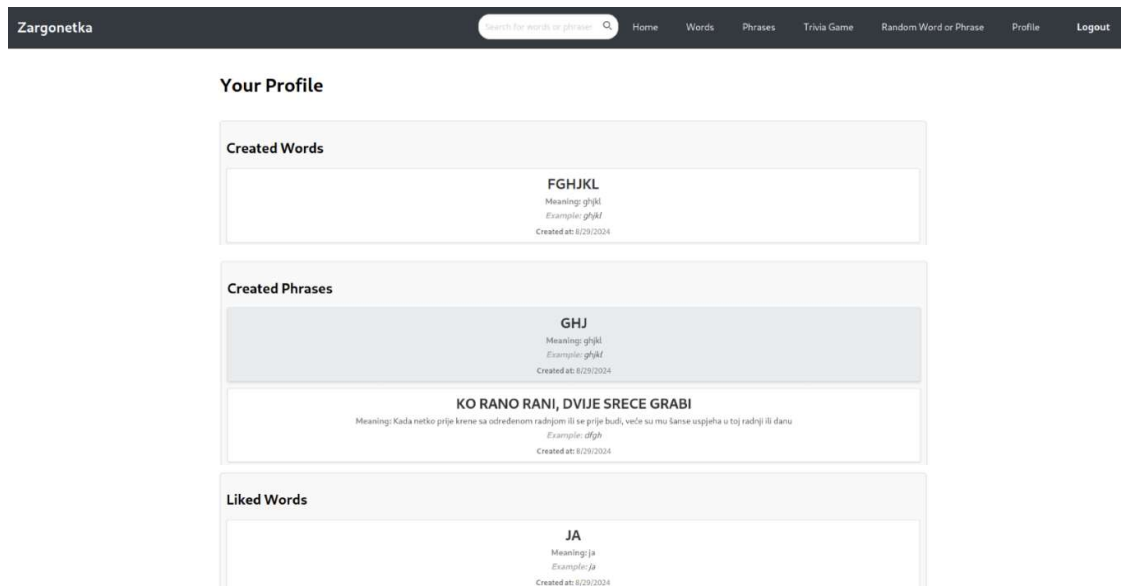 Zargonetka
Search for words or phrases
Home
Words
Phrases
Trivia Game
Random Word or Phrase
Profile
Logout
Your Profile
Created Words
FGHJKL
Meaning: ghjkl
Example: ghjkl
Created at: 8/29/2024
Created Phrases
GHJ
Meaning: ghjkl
Example: ghjkl
Created at: 8/29/2024
KO RANO RANI, DVIJE SRECE GRABI
Meaning: Kada netko prije krene sa određenom radnjom ili se prije budi, veće su mu šanse uspjeha u toj radnji ili danu
Example: dfgh
Created at: 8/29/2024
Liked Words
JA
Meaning: ja
Example: ja
Created at: 8/29/2024